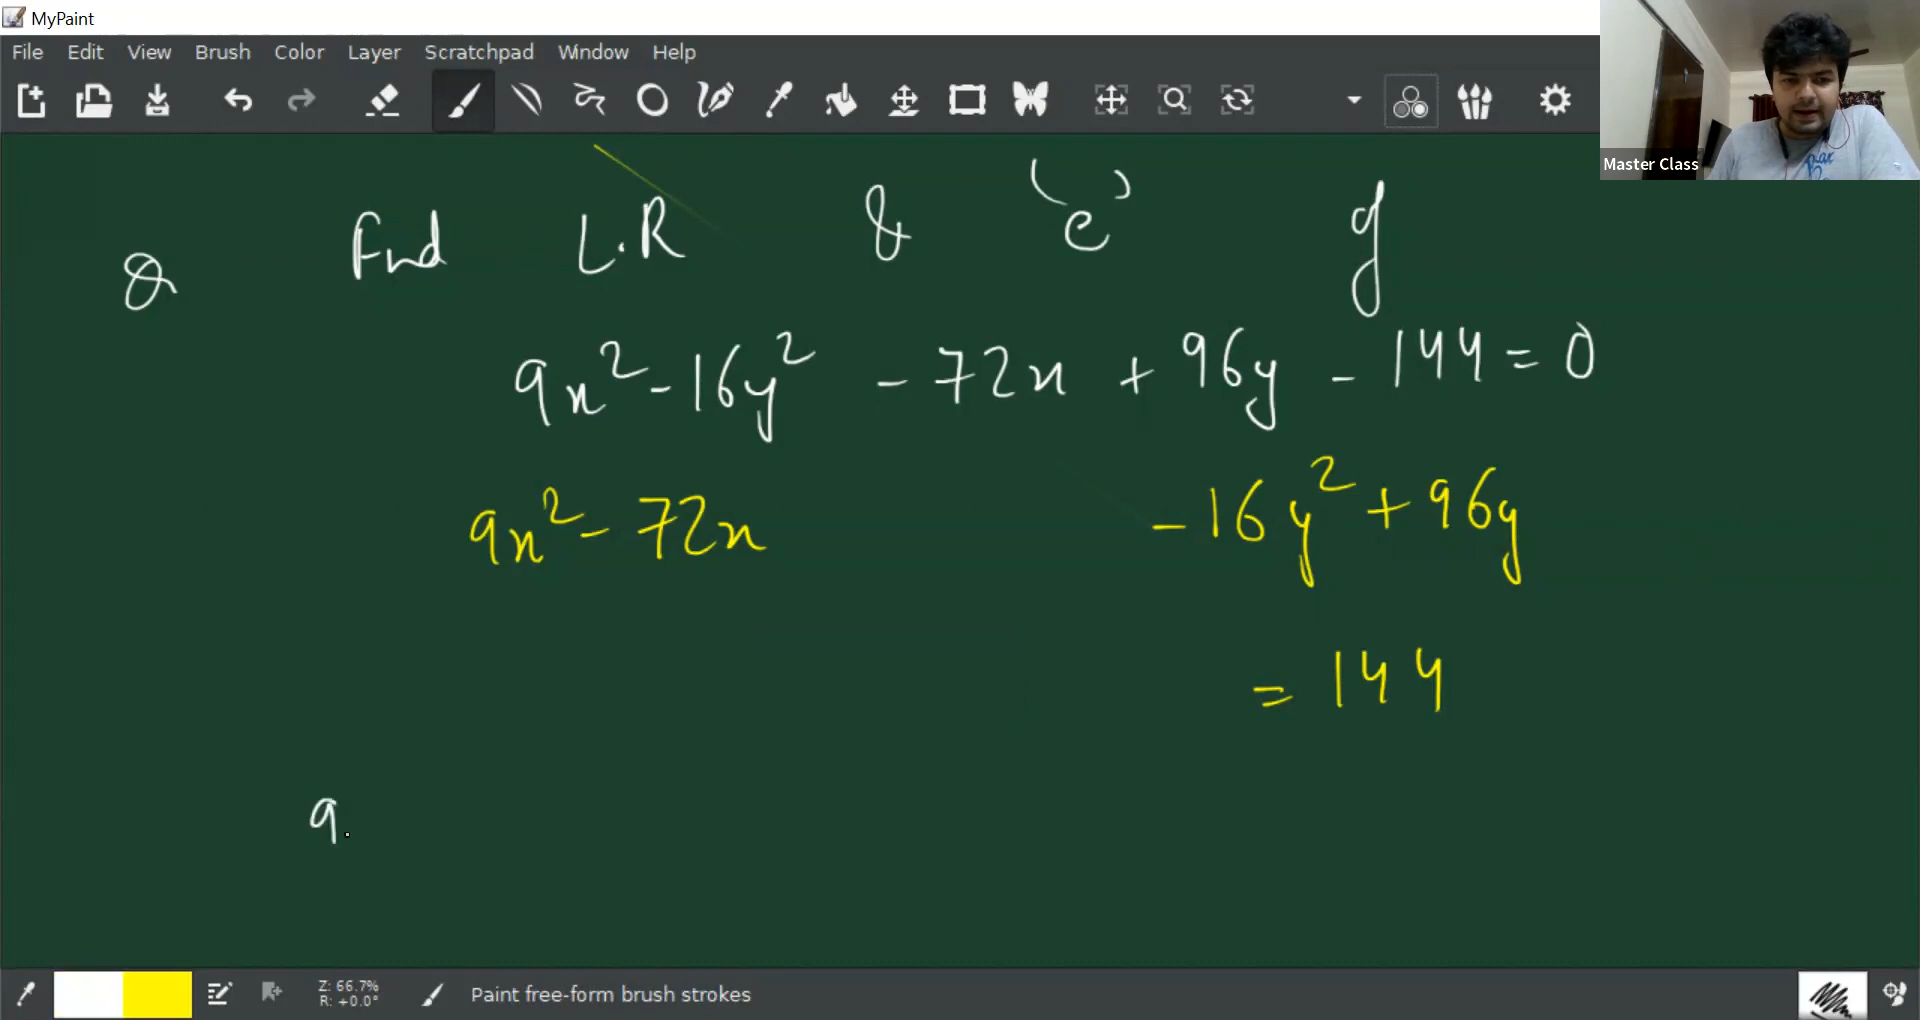 MyPaint
File Edit View Brush Color Layer Scratchpad Window Help
Master Class
Q Find L.R & 'e' of
9x² - 16y² - 72x + 96y - 144 = 0
9x² - 72x - 16y² + 96y
= 144
9
Z: 66.7%
R: +0.0°
Paint free-form brush strokes